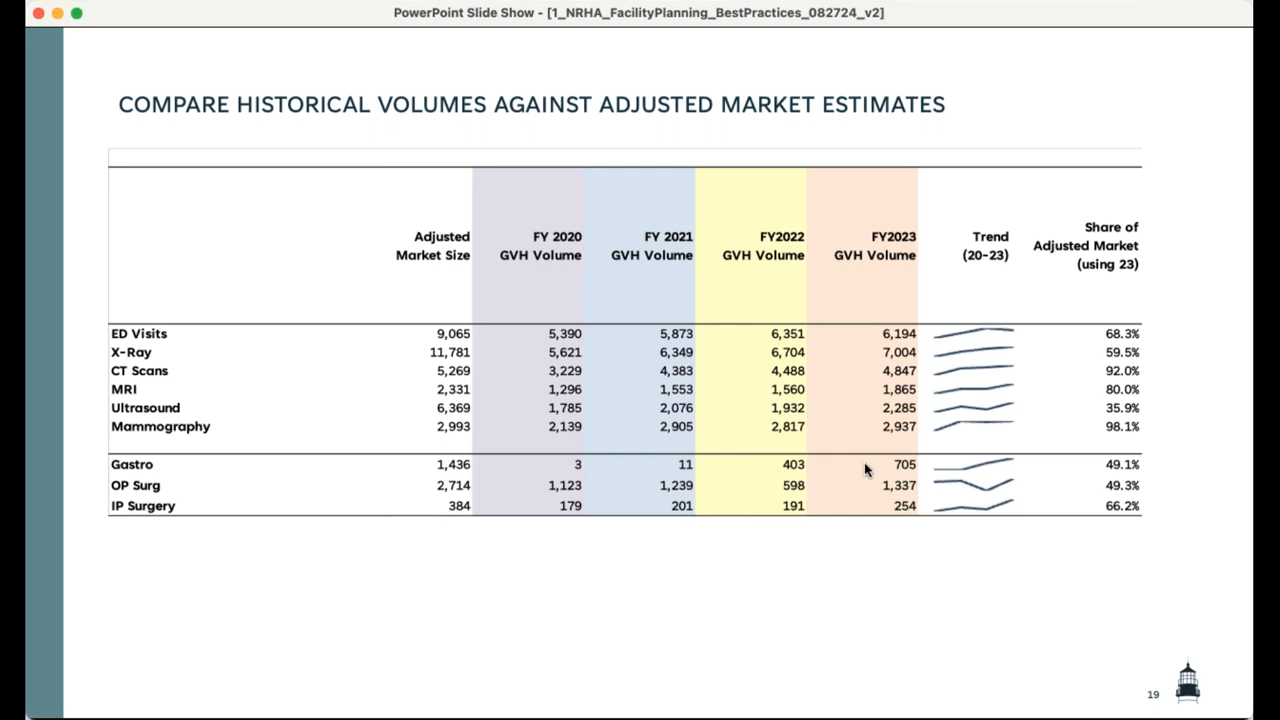 PowerPoint Slide Show - [1_NRHA_FacilityPlanning_BestPractices_082724_v2]
COMPARE HISTORICAL VOLUMES AGAINST ADJUSTED MARKET ESTIMATES
Adjusted Market Size FY 2020 GVH Volume FY 2021 GVH Volume FY2022 GVH Volume FY2023 GVH Volume Trend (20-23) Share of Adjusted Market (using 23)
ED Visits 9,065 5,390 5,873 6,351 6,194 68.3%
X-Ray 11,781 5,621 6,349 6,704 7,004 59.5%
CT Scans 5,269 3,229 4,383 4,488 4,847 92.0%
MRI 2,331 1,296 1,553 1,560 1,865 80.0%
Ultrasound 6,369 1,785 2,076 1,932 2,285 35.9%
Mammography 2,993 2,139 2,905 2,817 2,937 98.1%
Gastro 1,436 3 11 403 705 49.1%
OP Surg 2,714 1,123 1,239 598 1,337 49.3%
IP Surgery 384 179 201 191 254 66.2%
19